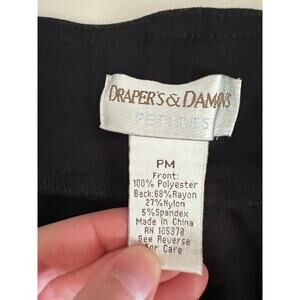 DRAPER'S & DAMON'S
PETITES
PM
Front:
100% Polyester
Back:68%Rayon
27%Nylon
5%Spandex
Made in China
RN 105378
See Reverse
for Care